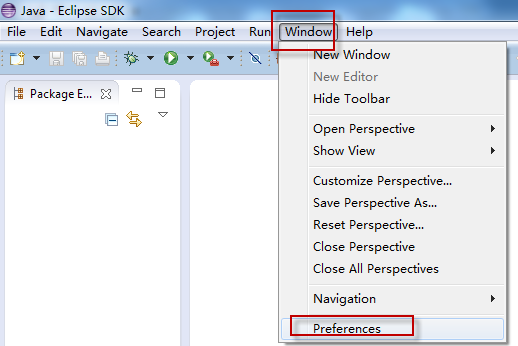 Java - Eclipse SDK
File Edit Navigate Search Project Run Window Help
Package E...
New Window
New Editor
Hide Toolbar
Open Perspective
Show View
Customize Perspective...
Save Perspective As...
Reset Perspective...
Close Perspective
Close All Perspectives
Navigation
Preferences